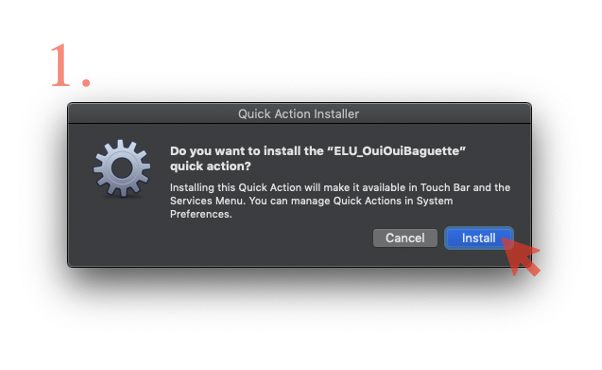 1.
Quick Action Installer
Do you want to install the “ELU_OuiOuiBaguette”
quick action?
Installing this Quick Action will make it available in Touch Bar and the
Services Menu. You can manage Quick Actions in System
Preferences.
Cancel
Install